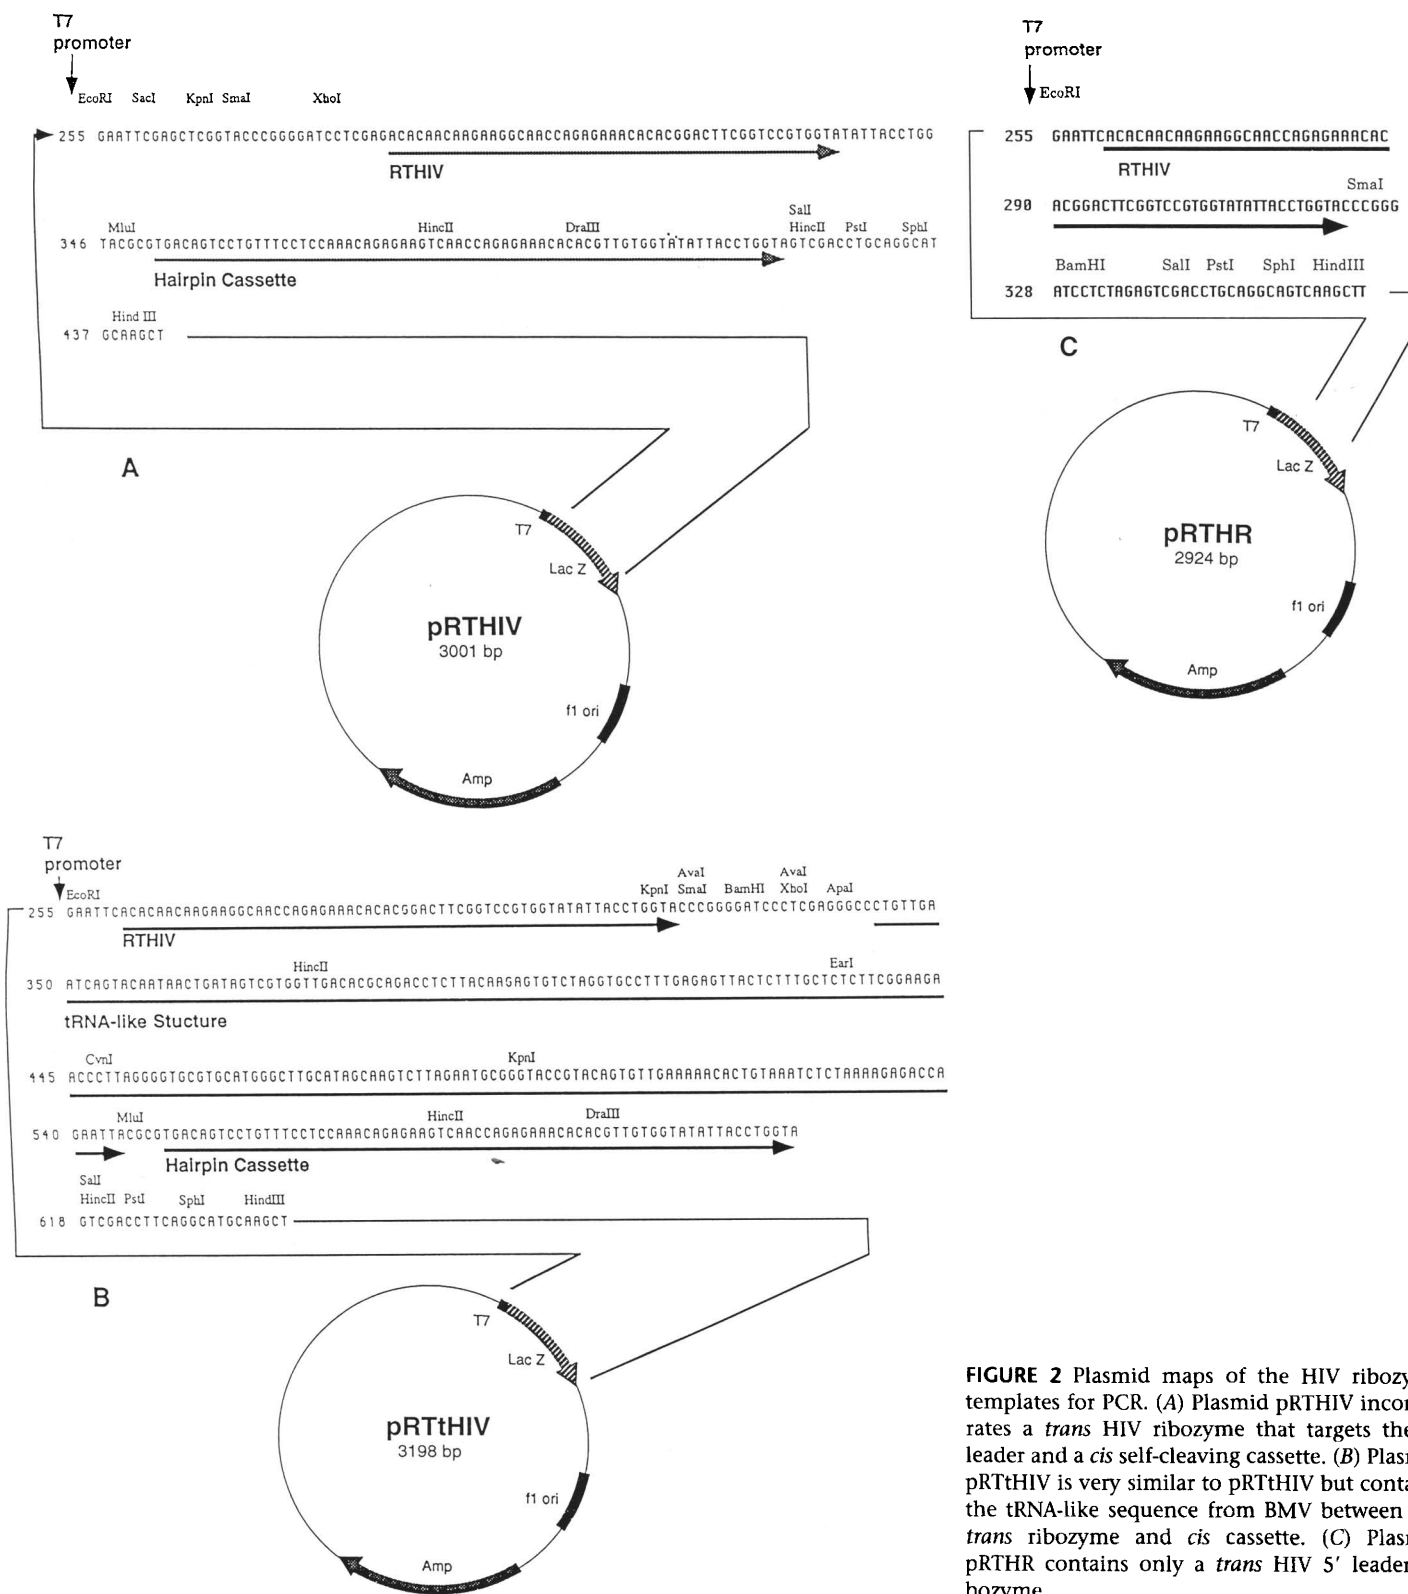 T7
promoter
EcoRI SacI KpnI SmaI XhoI
255 GAATTCGAGCTCGGTACCCGGGGATCCTCGAGACACAACAAGAAGGCAACCAGAGAAACACACGGACTTCGGTCCGTGGTATATTACCTGG
RTHIV
MluI HincII DraIII SalI HincII PstI SphI
346 TACGCGTGACAGTCCTGTTTCCTCCAAACAGAGAAGTCAACCAGAGAAACACACGTTGTGGTATATTACCTGGTAGTCGACCTGCAGGCAT
Hairpin Cassette
Hind III
437 GCAAGCT
A
T7
Lac Z
pRTHIV
3001 bp
f1 ori
Amp
T7
promoter
EcoRI
255 GAATTCACACAACAAGAAGGCAACCAGAGAAACAC
RTHIV
SmaI
290 ACGGACTTCGGTCCGTGGTATATTACCTGGTACCCGGG
BamHI SalI PstI SphI HindIII
328 ATCCTCTAGAGTCGACCTGCAGGCAGTCAAGCTT
C
T7
Lac Z
pRTHR
2924 bp
f1 ori
Amp
T7
promoter
EcoRI KpnI AvaI SmaI BamHI AvaI XhoI ApaI
255 GAATTCACACAACAAGAAGGCAACCAGAGAAACACACGGACTTCGGTCCGTGGTATATTACCTGGTACCCGGGGATCCCTCGAGGGCCCTGTTGA
RTHIV
HincII EarI
350 ATCAGTACAATAACTGATAGTCGTGGTTGACACGCAGACCTCTTACAAGAGTGTCTAGGTGCCTTTGAGAGTTACTCTTTGCTCTCTTCGGAAGA
tRNA-like Stucture
CvnI KpnI
445 ACCCTTAGGGGTGCGTGCATGGGCTTGCATAGCAAGTCTTAGAATGCGGGTACCGTACAGTGTTGAAAAACACTGTAAATCTCTAAAAGAGACCA
MluI HincII DraIII
540 GAATTACGCGTGACAGTCCTGTTTCCTCCAAACAGAGAAGTCAACCAGAGAAACACACGTTGTGGTATATTACCTGGTA
Hairpin Cassette
SalI
HincII PstI SphI HindIII
618 GTCGACCTTCAGGCATGCAAGCT
B
T7
Lac Z
pRTtHIV
3198 bp
f1 ori
Amp
FIGURE 2 Plasmid maps of the HIV ribozy
templates for PCR. (A) Plasmid pRTHIV incor
rates a trans HIV ribozyme that targets the
leader and a cis self-cleaving cassette. (B) Plas
pRTtHIV is very similar to pRTtHIV but conta
the tRNA-like sequence from BMV between
trans ribozyme and cis cassette. (C) Plas
pRTHR contains only a trans HIV 5′ leader
bozyme.